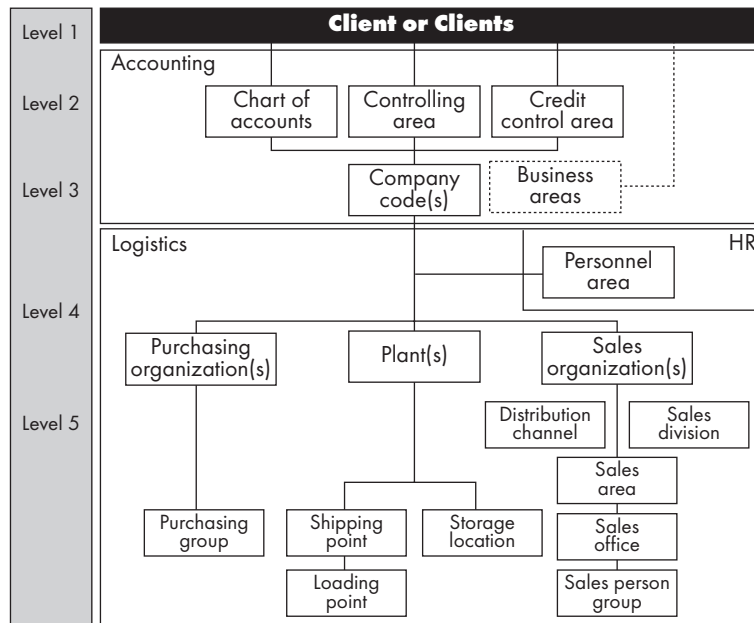 Level 1
Client or Clients
Accounting
Level 2
Chart of
accounts
Controlling
area
Credit
control area
Level 3
Company
code(s)
Business
areas
Logistics
HR
Personnel
area
Level 4
Purchasing
organization(s)
Plant(s)
Sales
organization(s)
Level 5
Distribution
channel
Sales
division
Sales
area
Purchasing
group
Shipping
point
Storage
location
Sales
office
Loading
point
Sales person
group